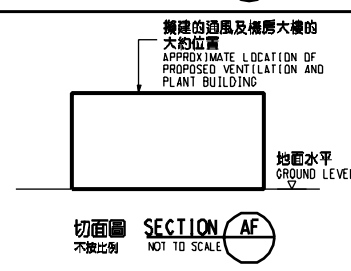 擬建的通風及機房大樓的
大約位置
APPROXIMATE LOCATION OF
PROPOSED VENTILATION AND
PLANT BUILDING
地面水平
GROUND LEVEL
切面圖 SECTION AF
不按比例 NOT TO SCALE